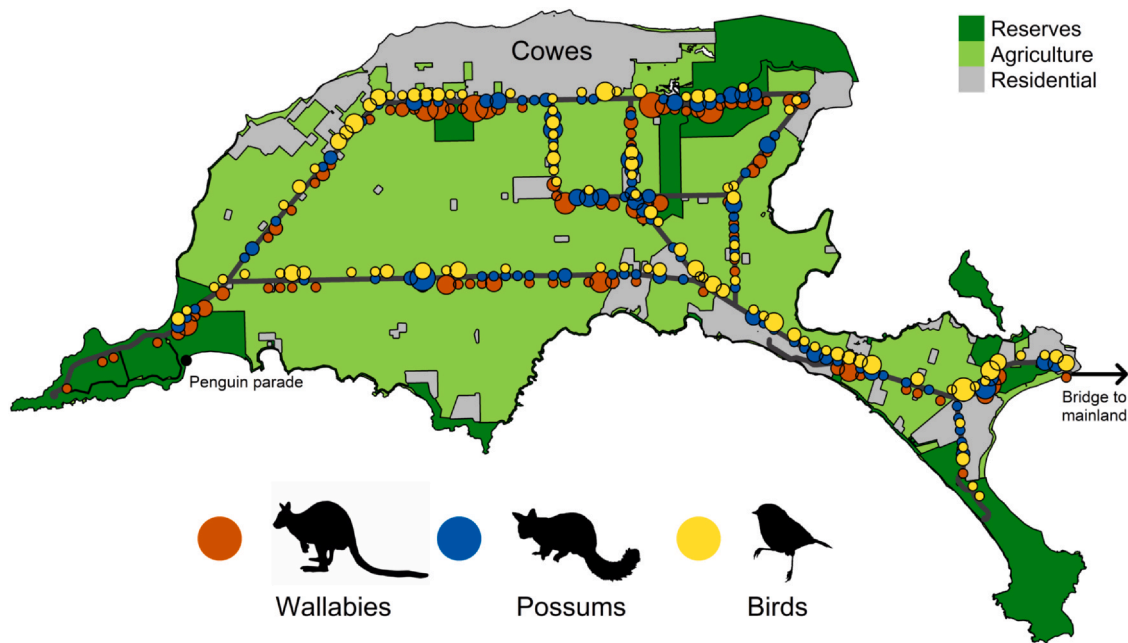 Cowes
Reserves
Agriculture
Residential
Penguin parade
Bridge to
mainland
Wallabies
Possums
Birds